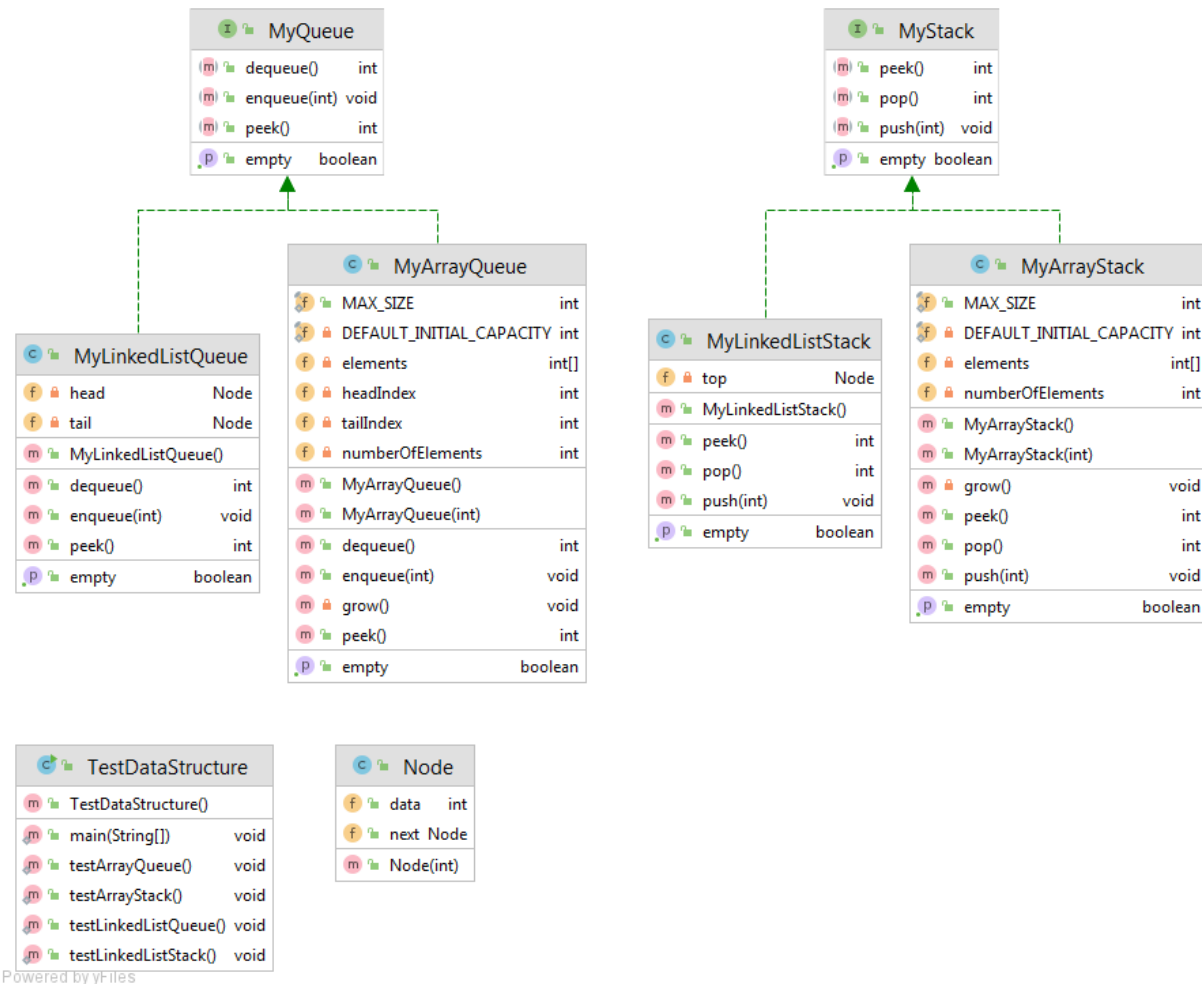 MyQueue
dequeue() int
enqueue(int) void
peek() int
empty boolean
MyStack
peek() int
pop() int
push(int) void
empty boolean
MyLinkedListQueue
head Node
tail Node
MyLinkedListQueue()
dequeue() int
enqueue(int) void
peek() int
empty boolean
MyArrayQueue
MAX_SIZE int
DEFAULT_INITIAL_CAPACITY int
elements int[]
headIndex int
tailIndex int
numberOfElements int
MyArrayQueue()
MyArrayQueue(int)
dequeue() int
enqueue(int) void
grow() void
peek() int
empty boolean
MyLinkedListStack
top Node
MyLinkedListStack()
peek() int
pop() int
push(int) void
empty boolean
MyArrayStack
MAX_SIZE int
DEFAULT_INITIAL_CAPACITY int
elements int[]
numberOfElements int
MyArrayStack()
MyArrayStack(int)
grow() void
peek() int
pop() int
push(int) void
empty boolean
TestDataStructure
TestDataStructure()
main(String[]) void
testArrayQueue() void
testArrayStack() void
testLinkedListQueue() void
testLinkedListStack() void
Node
data int
next Node
Node(int)
Powered by yFiles